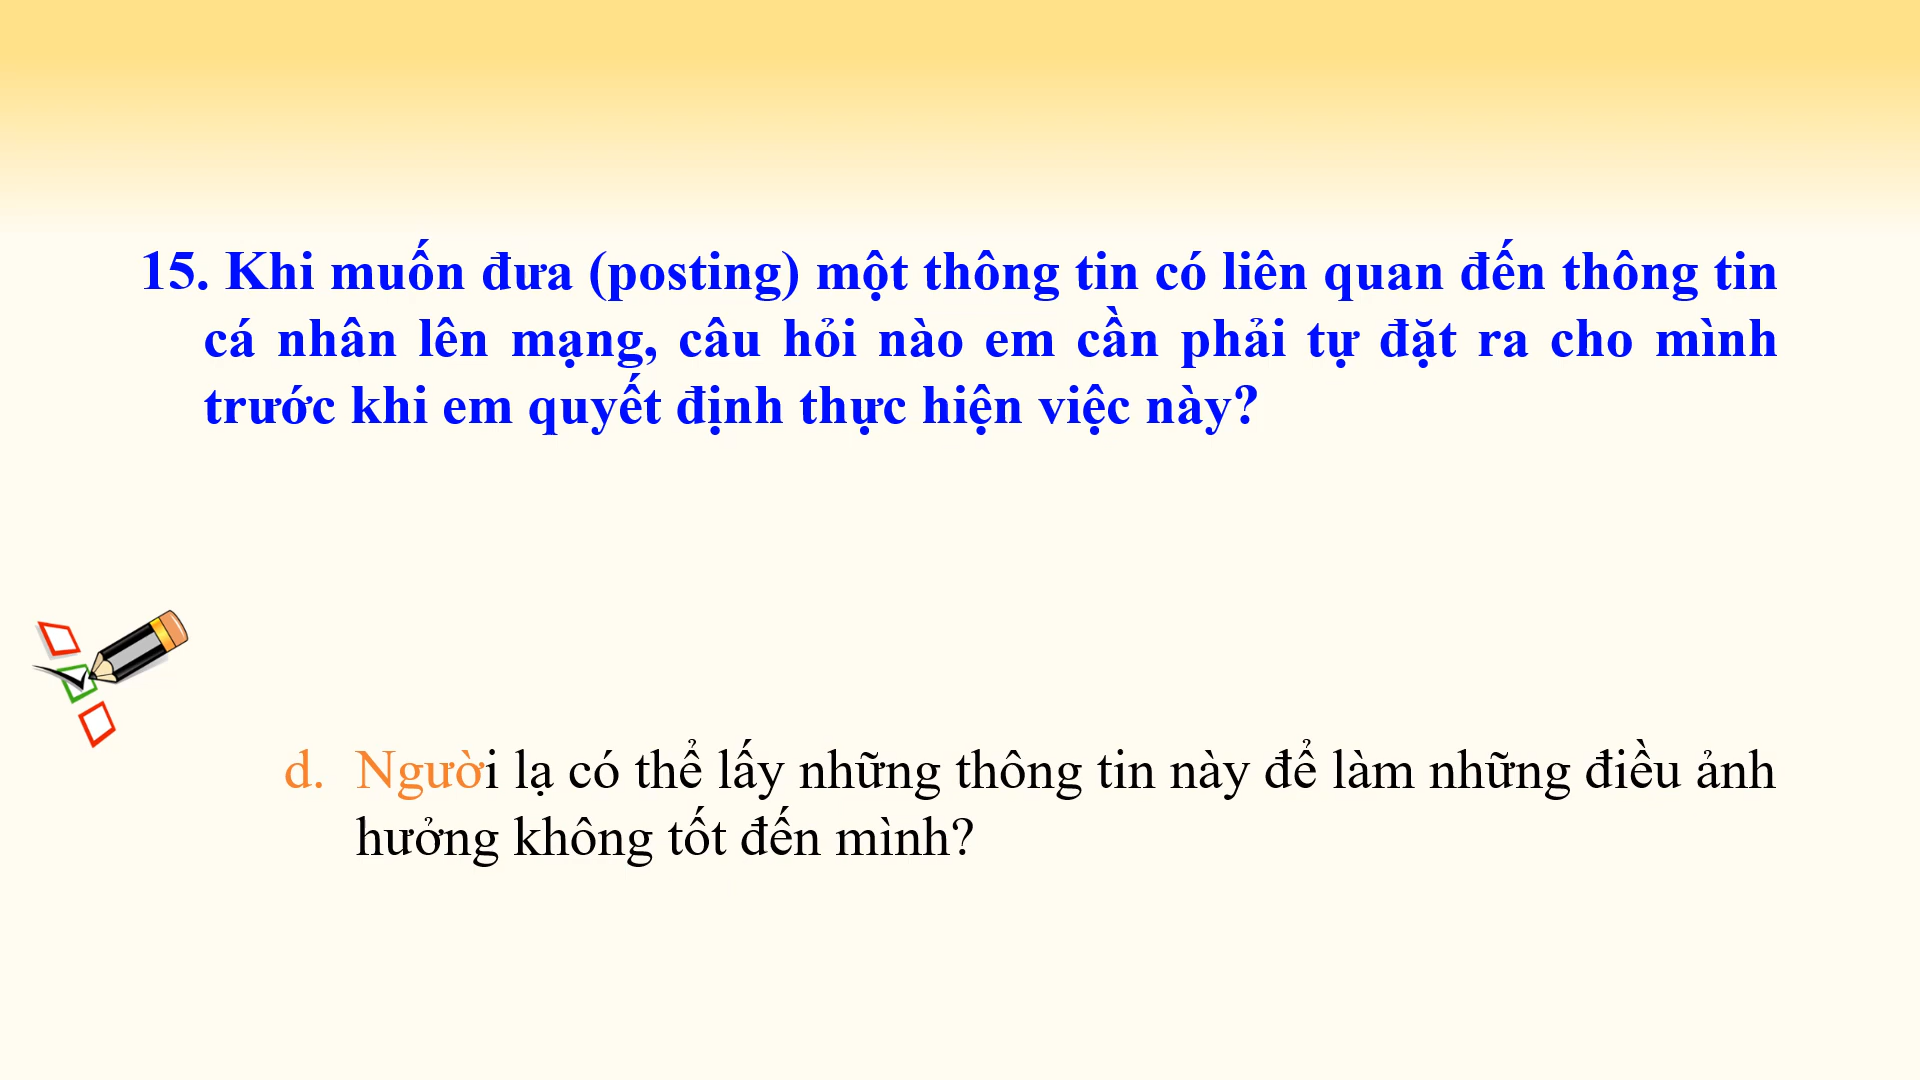 15. Khi muốn đưa (posting) một thông tin có liên quan đến thông tin
cá nhân lên mạng, câu hỏi nào em cần phải tự đặt ra cho mình
trước khi em quyết định thực hiện việc này?
d. Người lạ có thể lấy những thông tin này để làm những điều ảnh
hưởng không tốt đến mình?